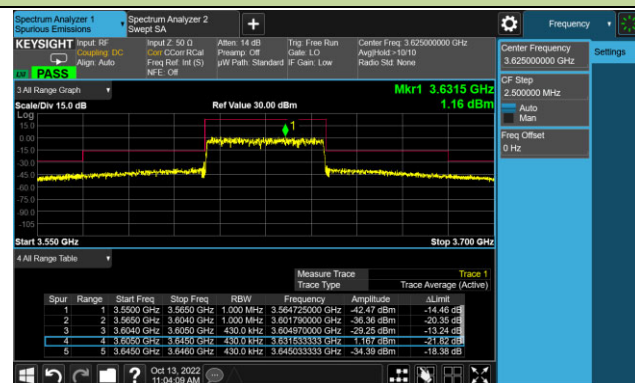 Spectrum Analyzer 1
Spurious Emissions
Spectrum Analyzer 2
Swept SA
Frequency
KEYSIGHT
Input: RF
Coupling: DC
Align: Auto
Input Z: 50 Ω
Corr CCorr RCal
Freq Ref: Int (S)
NFE: Off
Atten: 14 dB
Preamp: Off
µW Path: Standard
Trig: Free Run
Gate: LO
IF Gain: Low
Center Freq: 3.625000000 GHz
Avg|Hold:>10/10
Radio Std: None
PASS
Center Frequency
3.625000000 GHz
Settings
CF Step
2.500000 MHz
Auto
Man
Freq Offset
0 Hz
3 All Range Graph
Mkr1 3.6315 GHz
Scale/Div 15.0 dB
Ref Value 30.00 dBm
1.16 dBm
Log
15.0
0.00
-15.0
-30.0
-45.0
-60.0
-75.0
-90.0
-105
1
Start 3.550 GHz
Stop 3.700 GHz
4 All Range Table
Measure Trace Trace 1
Trace Type Trace Average (Active)
Spur Range Start Freq Stop Freq RBW Frequency Amplitude ΔLimit
1 1 3.5500 GHz 3.5650 GHz 1.000 MHz 3.564725000 GHz -42.47 dBm -14.46 dB
2 2 3.5650 GHz 3.6040 GHz 1.000 MHz 3.601790000 GHz -36.36 dBm -20.35 dB
3 3 3.6040 GHz 3.6050 GHz 430.0 kHz 3.604970000 GHz -29.25 dBm -13.24 dB
4 4 3.6050 GHz 3.6450 GHz 430.0 kHz 3.631533333 GHz 1.167 dBm -21.82 dB
5 5 3.6450 GHz 3.6460 GHz 430.0 kHz 3.645033333 GHz -34.39 dBm -18.38 dB
Oct 13, 2022
11:04:09 AM